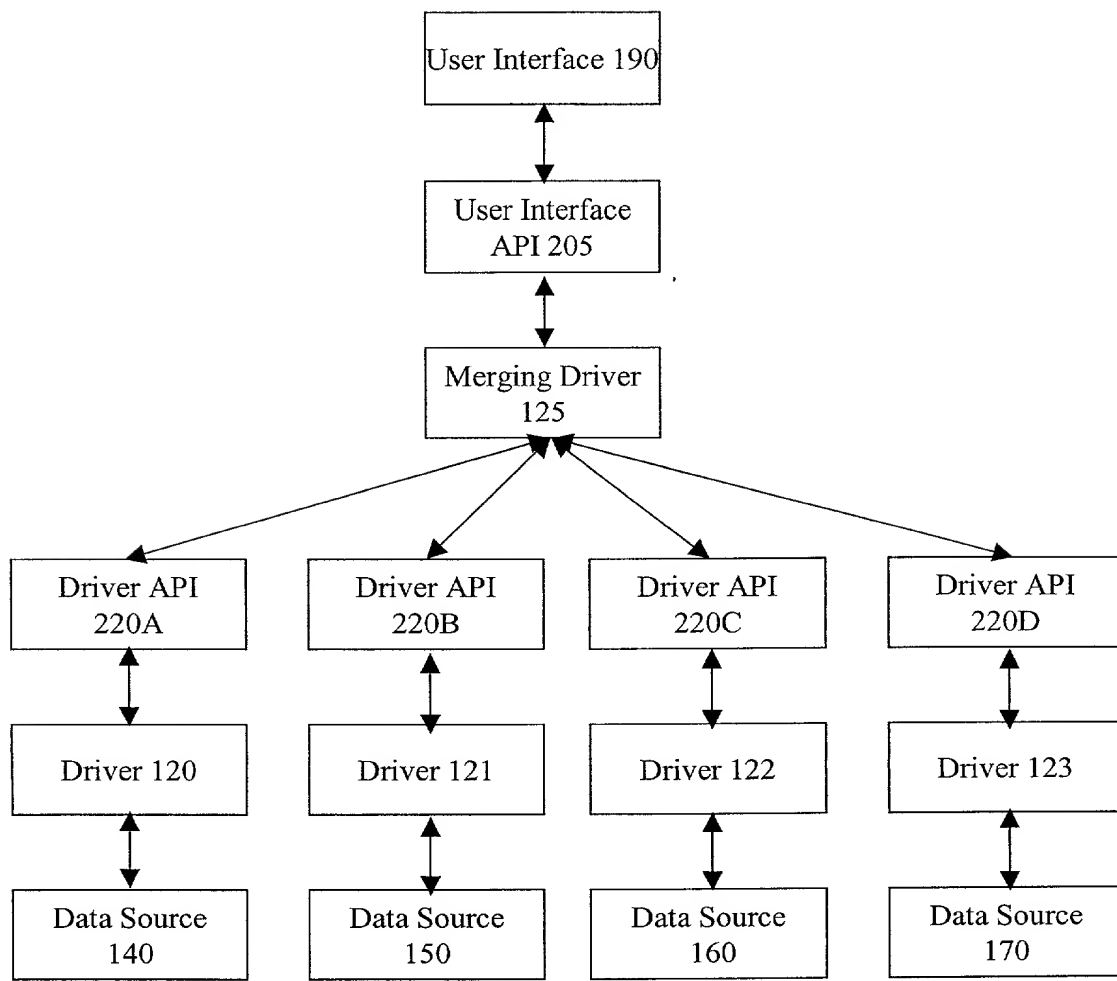 User Interface 190
User Interface
API 205
Merging Driver
125
Driver API
220A
Driver API
220B
Driver API
220C
Driver API
220D
Driver 120
Driver 121
Driver 122
Driver 123
Data Source
140
Data Source
150
Data Source
160
Data Source
170